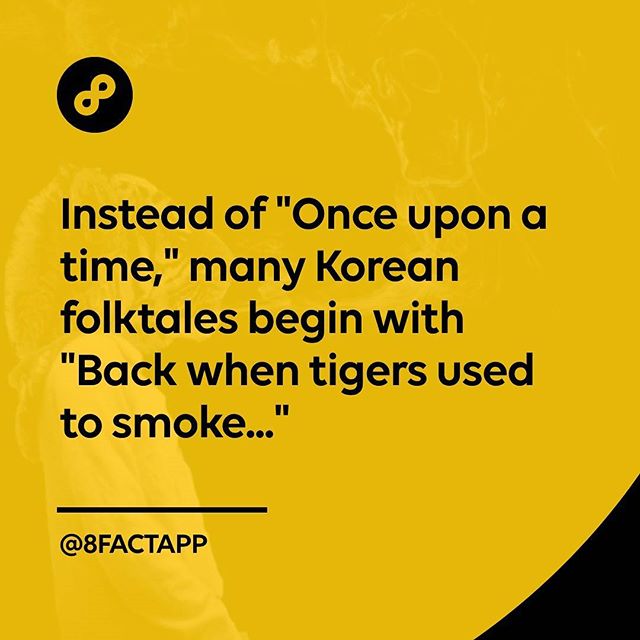 Instead of "Once upon a
time," many Korean
folktales begin with
"Back when tigers used
to smoke..."
@8FACTAPP